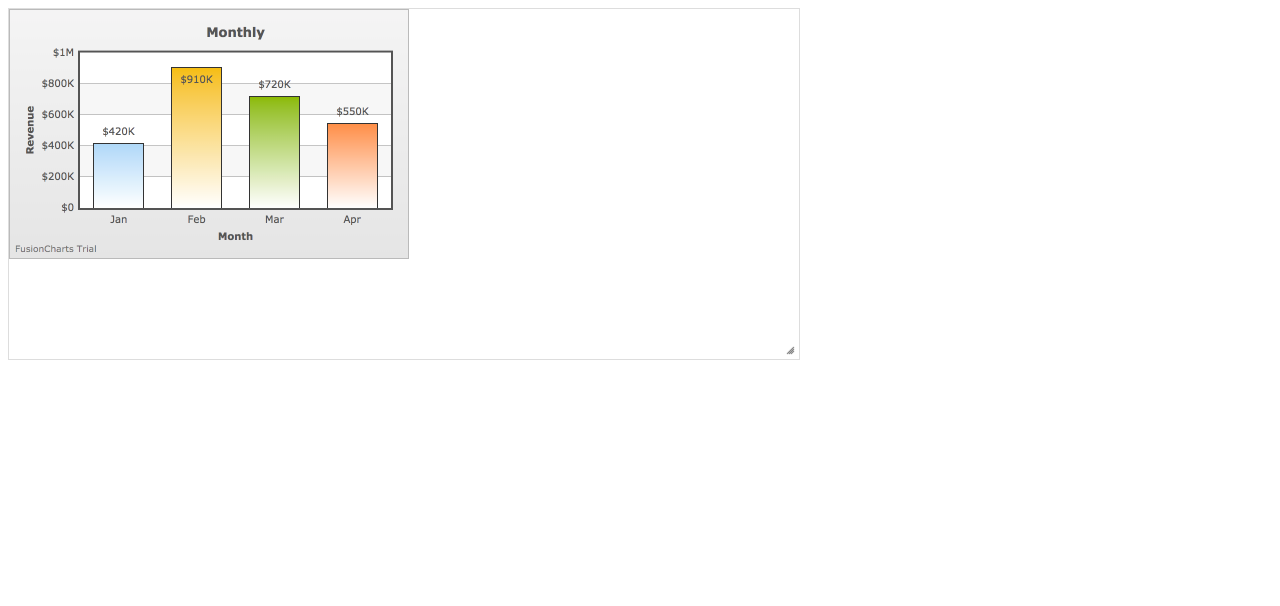 Monthly
$1M
$800K
$600K
$400K
$200K
$0
Revenue
$420K
$910K
$720K
$550K
Jan
Feb
Mar
Apr
Month
FusionCharts Trial